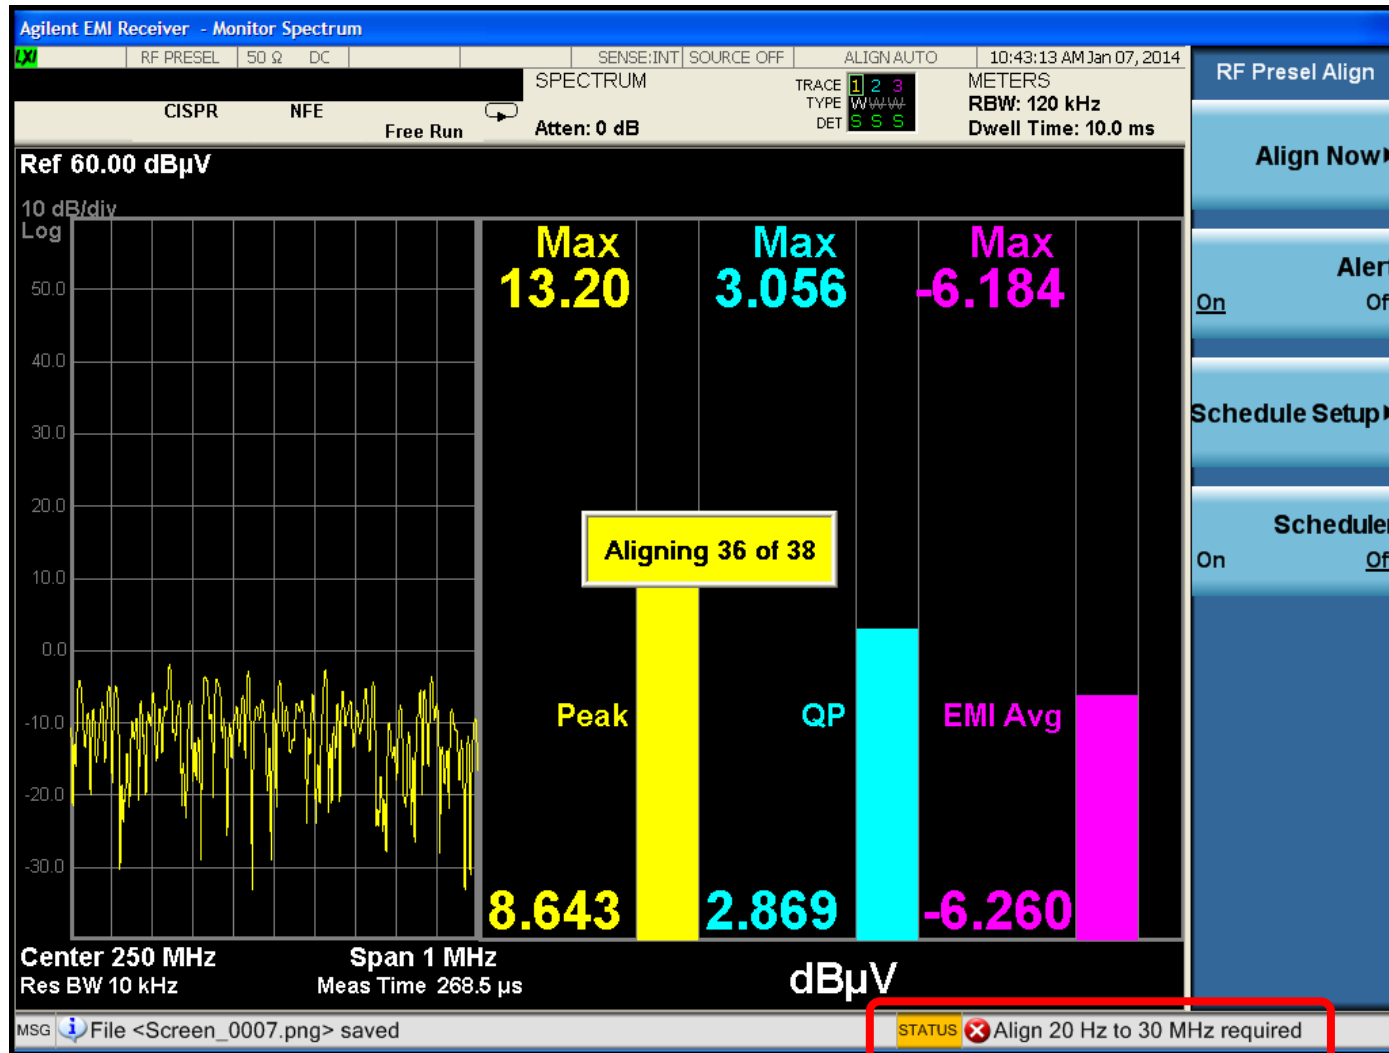 Agilent EMI Receiver - Monitor Spectrum
LXI RF PRESEL 50 Ω DC SENSE:INT SOURCE OFF ALIGN AUTO 10:43:13 AM Jan 07, 2014
CISPR NFE Free Run
SPECTRUM
Atten: 0 dB
TRACE 1 2 3
TYPE W W W
DET S S S
METERS
RBW: 120 kHz
Dwell Time: 10.0 ms
Ref 60.00 dBµV
10 dB/div
Log
50.0
40.0
30.0
20.0
10.0
0.0
-10.0
-20.0
-30.0
Max Max Max
13.20 3.056 -6.184
Aligning 36 of 38
Peak QP EMI Avg
8.643 2.869 -6.260
Center 250 MHz Span 1 MHz
Res BW 10 kHz Meas Time 268.5 µs
dBµV
MSG File <Screen_0007.png> saved
STATUS Align 20 Hz to 30 MHz required
RF Presel Align
Align Now
Alert
On Of
Schedule Setup
Scheduler
On Of